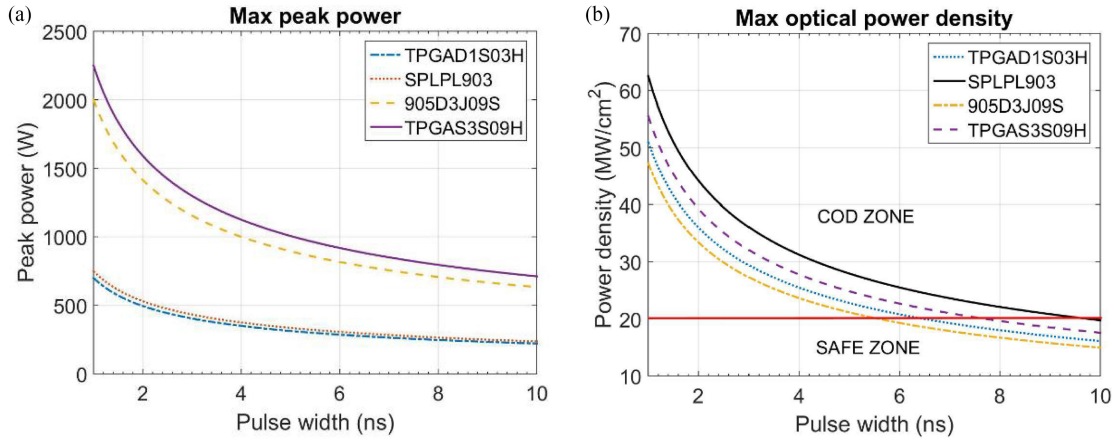 (a)
Max peak power
2500
2000
1500
1000
500
0
Peak power (W)
2
4
6
8
10
Pulse width (ns)
TPGAD1S03H
SPLPL903
905D3J09S
TPGAS3S09H
(b)
Max optical power density
70
60
50
40
30
20
10
Power density (MW/cm²)
2
4
6
8
10
Pulse width (ns)
TPGAD1S03H
SPLPL903
905D3J09S
TPGAS3S09H
COD ZONE
SAFE ZONE